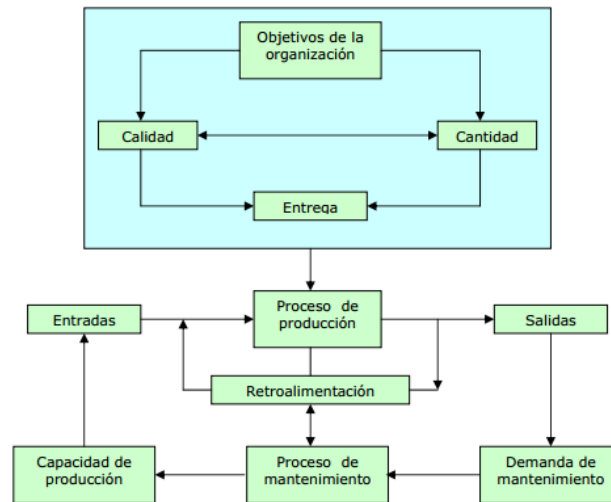 Objetivos de la
organización
Calidad
Cantidad
Entrega
Entradas
Proceso de
producción
Salidas
Retroalimentación
Capacidad de
producción
Proceso de
mantenimiento
Demanda de
mantenimiento